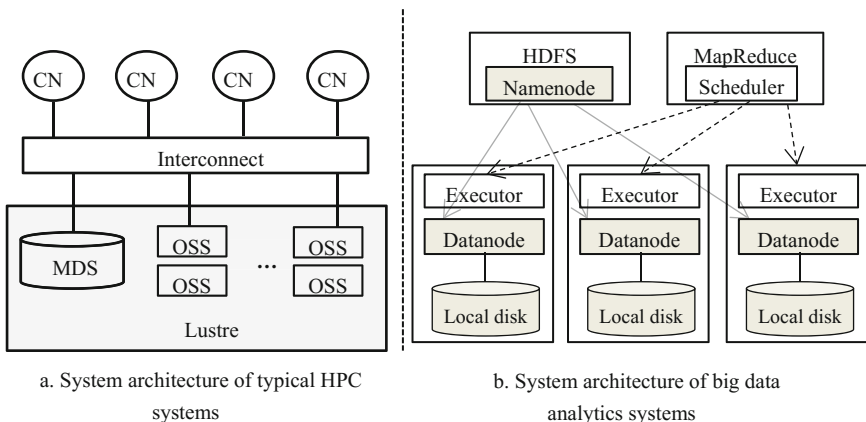 CN CN CN CN
Interconnect
MDS
OSS OSS
...
OSS OSS
Lustre
a. System architecture of typical HPC
systems
HDFS MapReduce
Namenode Scheduler
Executor Executor Executor
Datanode Datanode Datanode
Local disk Local disk Local disk
b. System architecture of big data
analytics systems